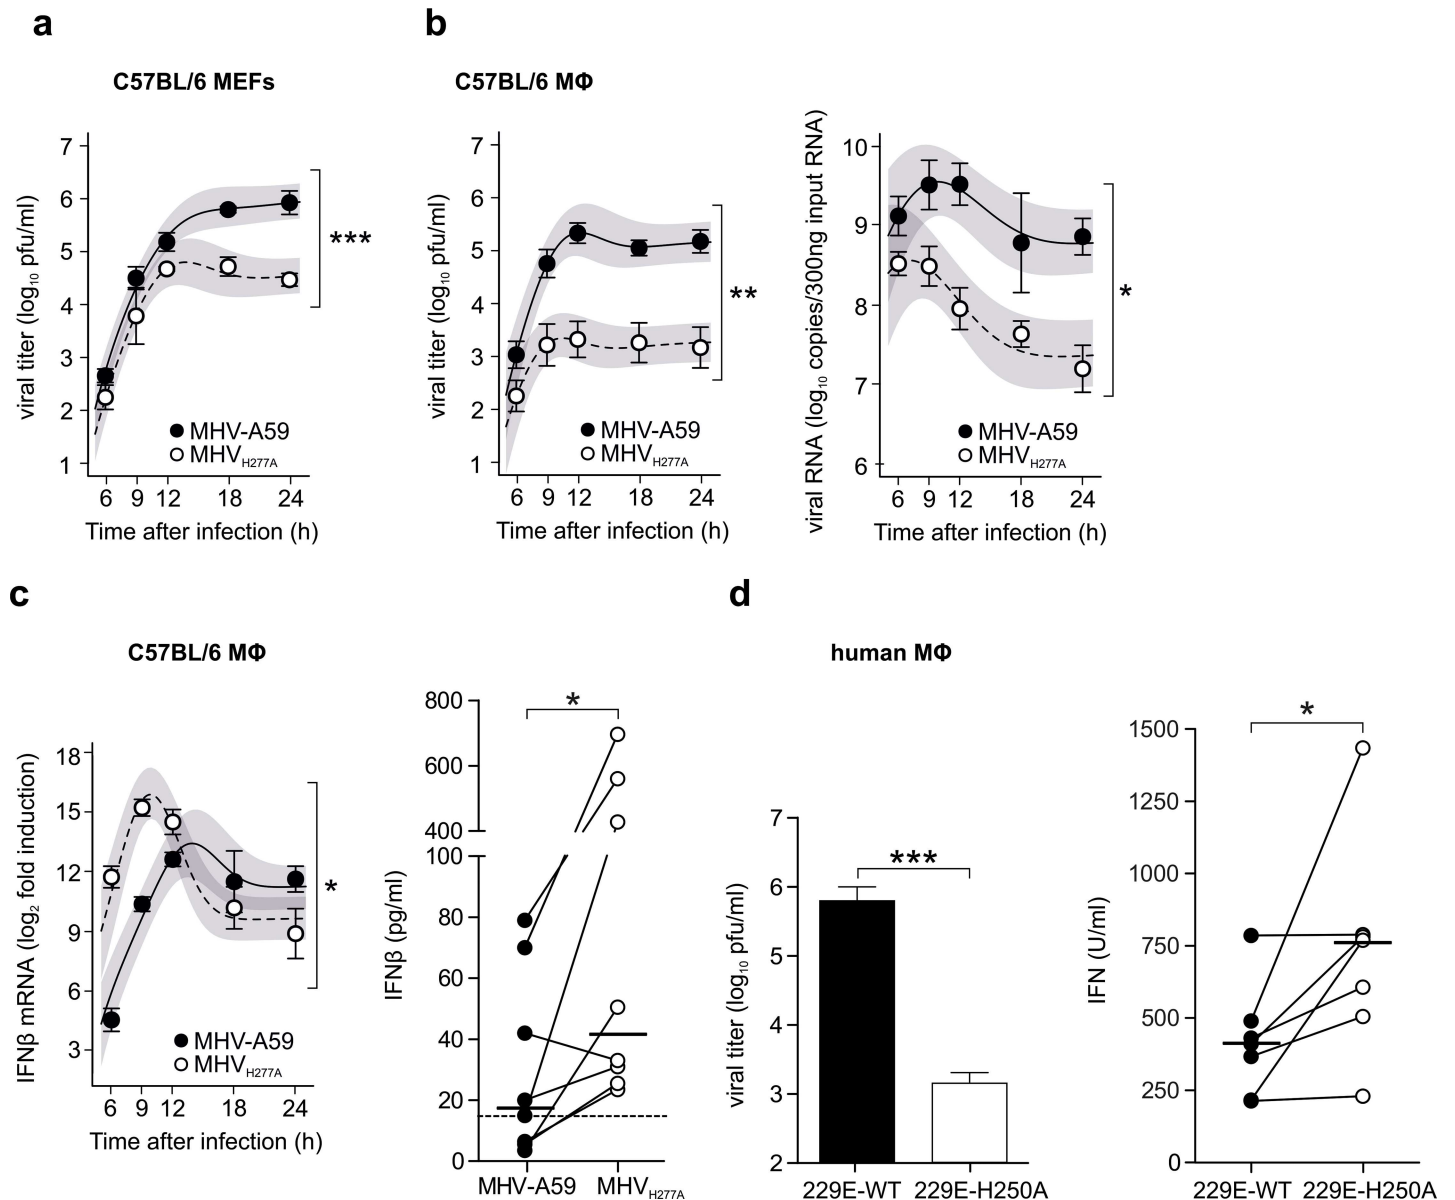 a
C57BL/6 MEFs
viral titer (log10 pfu/ml)
7
6
5
4
3
2
1
***
MHV-A59
MHVH277A
6 9 12 18 24
Time after infection (h)
b
C57BL/6 MΦ
viral titer (log10 pfu/ml)
7
6
5
4
3
2
1
**
MHV-A59
MHVH277A
6 9 12 18 24
Time after infection (h)
viral RNA (log10 copies/300ng input RNA)
10
9
8
7
6
*
MHV-A59
MHVH277A
6 9 12 18 24
Time after infection (h)
c
C57BL/6 MΦ
IFNβ mRNA (log2 fold induction)
18
15
12
9
6
3
*
MHV-A59
MHVH277A
6 9 12 18 24
Time after infection (h)
IFNβ (pg/ml)
800
600
400
100
80
60
40
20
0
*
MHV-A59 MHVH277A
d
human MΦ
viral titer (log10 pfu/ml)
7
6
5
4
3
2
***
229E-WT 229E-H250A
IFN (U/ml)
1500
1250
1000
750
500
250
0
*
229E-WT 229E-H250A